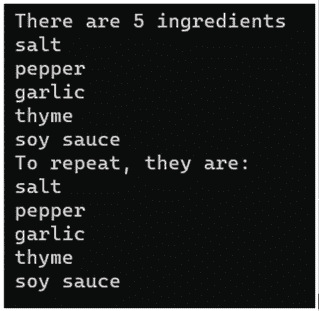 There are 5 ingredients
salt
pepper
garlic
thyme
soy sauce
To repeat, they are:
salt
pepper
garlic
thyme
soy sauce